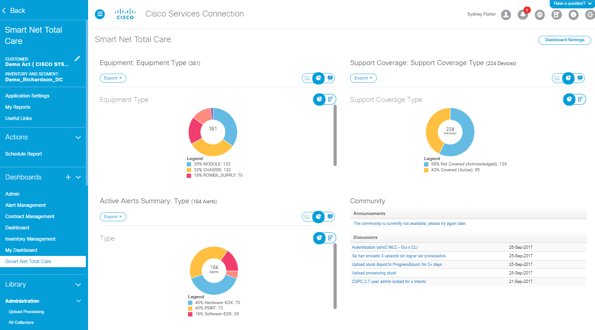 Back
Smart Net Total
Care
CUSTOMER:
Demo Act ( CISCO SYS...
INVENTORY AND SEGMENT:
Demo_Richardson_DC
Application Settings
My Reports
Useful Links
Actions
Schedule Report
Dashboards
Admin
Alert Management
Contract Management
Dashboard
Inventory Management
My Dashboard
Smart Net Total Care
Library
Administration
Upload Processing
All Collectors
Have a question?
CISCO
Cisco Services Connection
Sydney Fisher
Smart Net Total Care
Dashboard Settings
Equipment: Equipment Type (381)
Export
Equipment Type
381
Legend
35% MODULE: 133
32% CHASSIS: 122
18% POWER_SUPPLY: 70
Support Coverage: Support Coverage Type (224 Devices)
Export
Support Coverage Type
224
Devices
Legend
58% Not Covered (Acknowledged): 129
42% Covered (Active): 95
Active Alerts Summary: Type (184 Alerts)
Export
Type
184
Alerts
Legend
40% Hardware-EOX: 73
40% PSIRT: 73
16% Software-EOX: 29
Community
Announcements
The community is currently not available, please try again later.
Discussions
Autentication sshv2 WLC - Gui x CLI 25-Sep-2017
Se han enviado 3 uploads sin lograr ser procesados. 25-Sep-2017
Upload stuck &quot;In Progress&quot; for 2+ days 25-Sep-2017
Upload processing stuck 25-Sep-2017
CSPC 2.7 user admin locked for x intents 21-Sep-2017